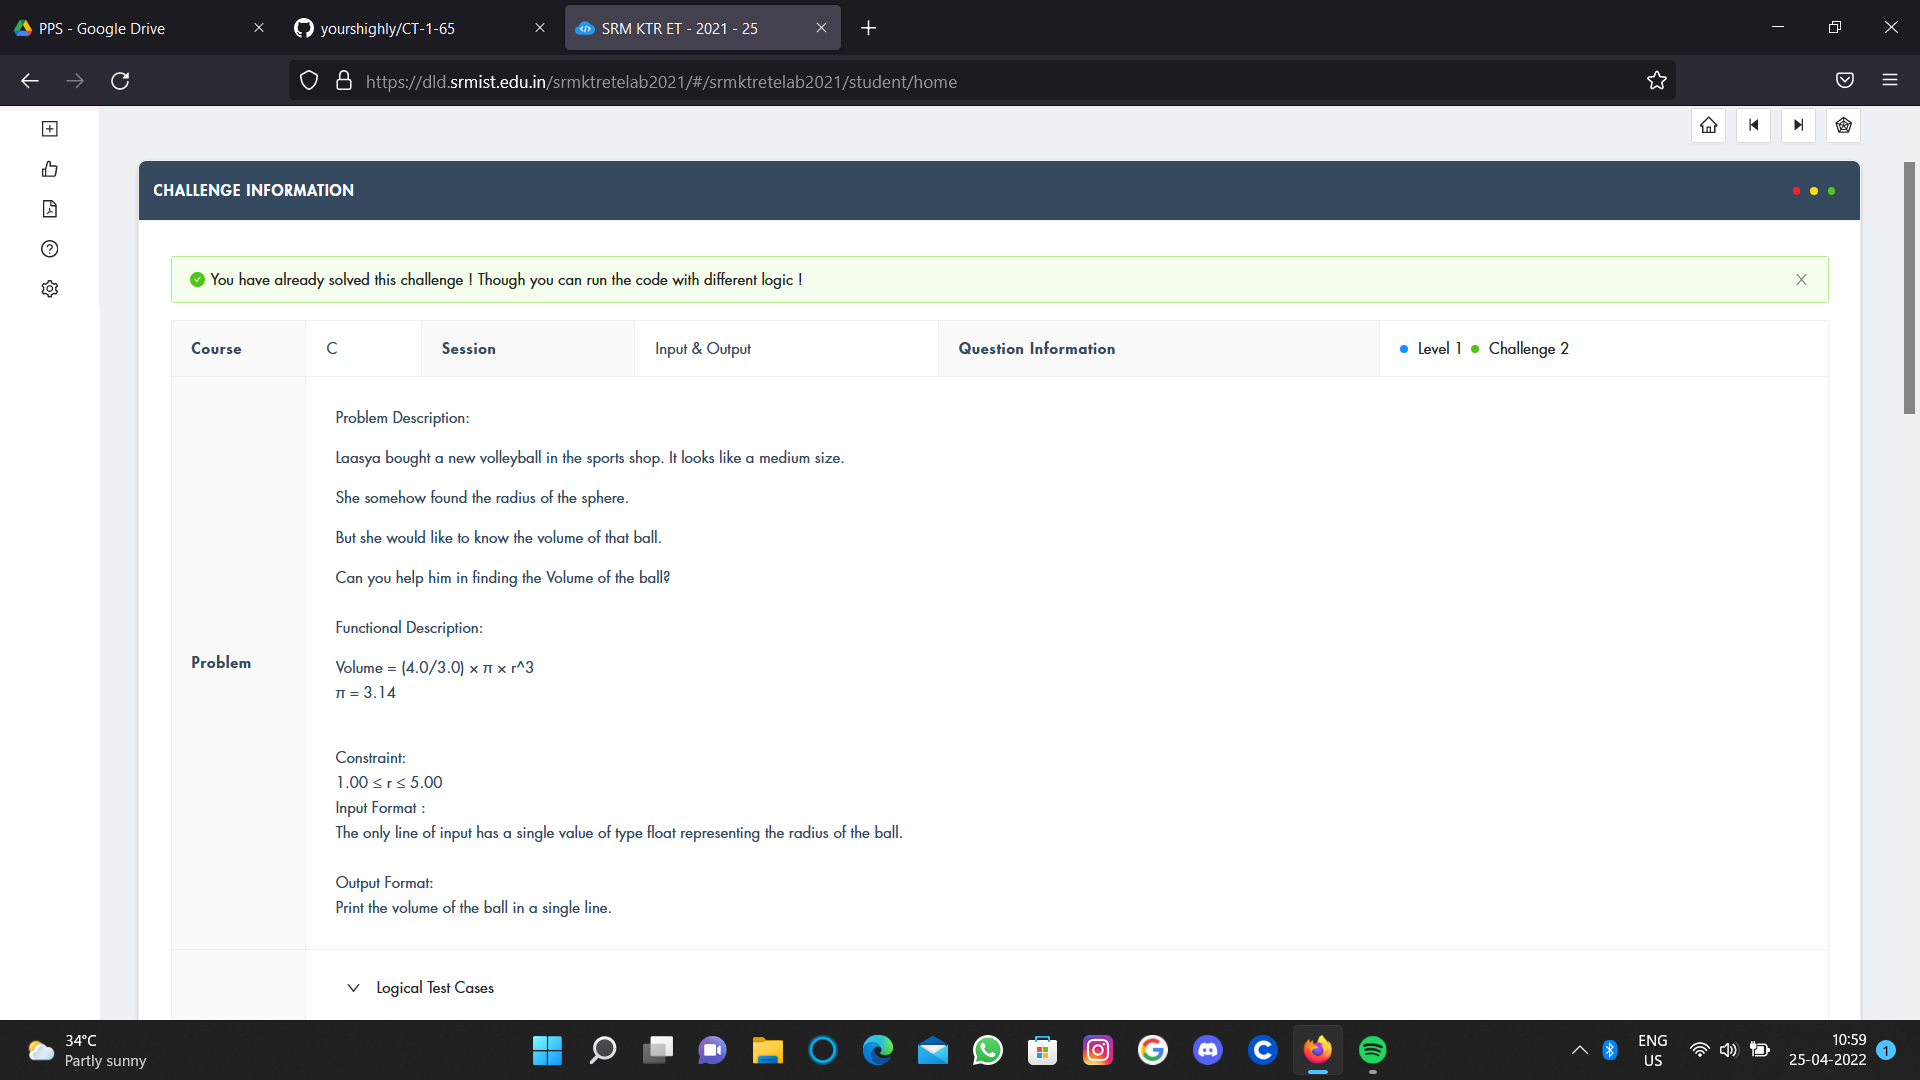 PPS - Google Drive
yourshighly/CT-1-65
SRM KTR ET - 2021 - 25
https://dld.srmist.edu.in/srmktretelab2021/#/srmktretelab2021/student/home
CHALLENGE INFORMATION
You have already solved this challenge ! Though you can run the code with different logic !
Course C Session Input & Output Question Information Level 1 Challenge 2
Problem
Problem Description:
Laasya bought a new volleyball in the sports shop. It looks like a medium size.
She somehow found the radius of the sphere.
But she would like to know the volume of that ball.
Can you help him in finding the Volume of the ball?
Functional Description:
Volume = (4.0/3.0) × π × r^3
π = 3.14
Constraint:
1.00 ≤ r ≤ 5.00
Input Format :
The only line of input has a single value of type float representing the radius of the ball.
Output Format:
Print the volume of the ball in a single line.
Logical Test Cases
34°C
Partly sunny
ENG
US
10:59
25-04-2022
1